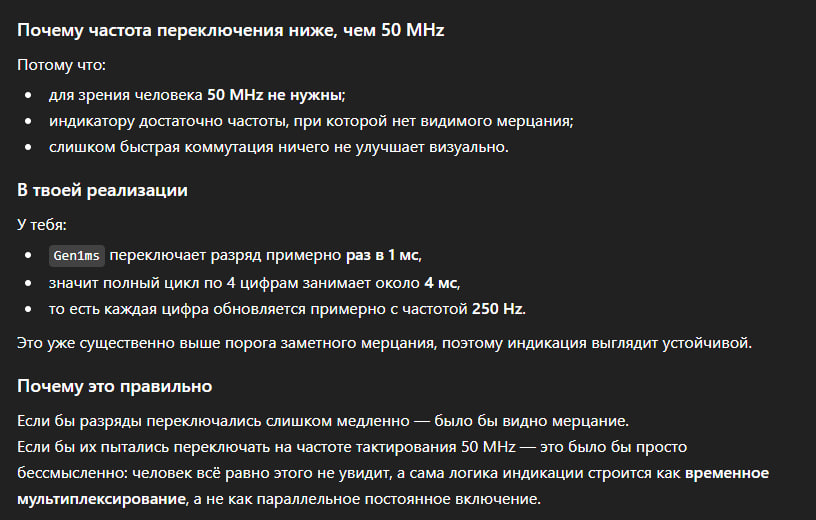 Почему частота переключения ниже, чем 50 MHz
Потому что:
• для зрения человека 50 MHz не нужны;
• индикатору достаточно частоты, при которой нет видимого мерцания;
• слишком быстрая коммутация ничего не улучшает визуально.
В твоей реализации
У тебя:
• Gen1ms переключает разряд примерно раз в 1 мс,
• значит полный цикл по 4 цифрам занимает около 4 мс,
• то есть каждая цифра обновляется примерно с частотой 250 Hz.
Это уже существенно выше порога заметного мерцания, поэтому индикация выглядит устойчивой.
Почему это правильно
Если бы разряды переключались слишком медленно — было бы видно мерцание.
Если бы их пытались переключать на частоте тактирования 50 MHz — это было бы просто
бессмысленно: человек всё равно этого не увидит, а сама логика индикации строится как временное
мультиплексирование, а не как параллельное постоянное включение.